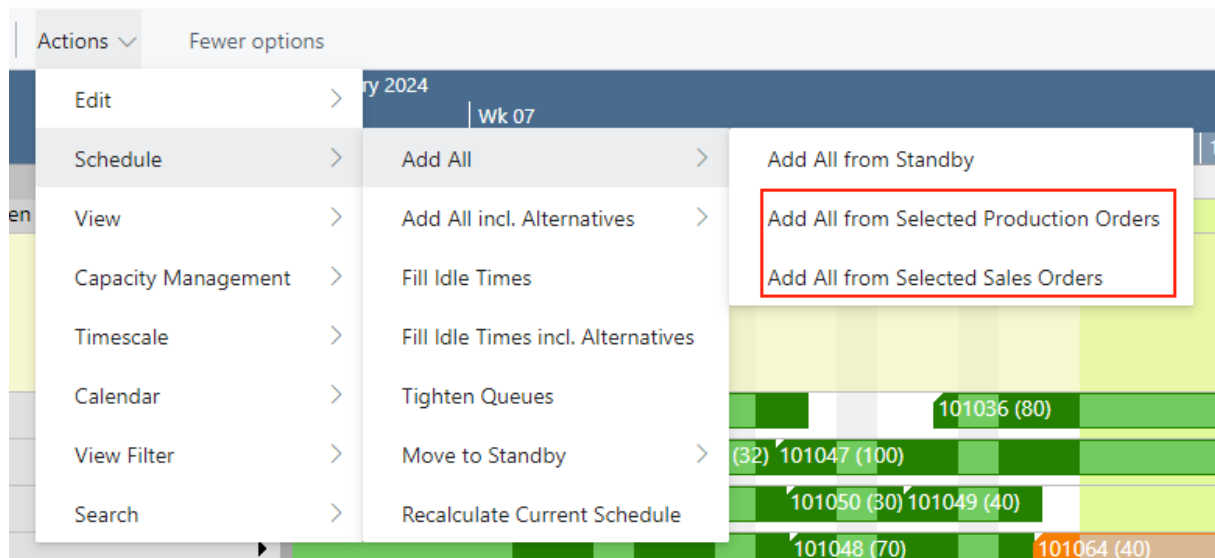 Actions Fewer options
ry 2024
Wk 07
Edit
Schedule
View
Capacity Management
Timescale
Calendar
View Filter
Search
Add All
Add All incl. Alternatives
Fill Idle Times
Fill Idle Times incl. Alternatives
Tighten Queues
Move to Standby
Recalculate Current Schedule
Add All from Standby
Add All from Selected Production Orders
Add All from Selected Sales Orders
en
101036 (80)
(32) 101047 (100)
101050 (30) 101049 (40)
101048 (70) 101064 (40)